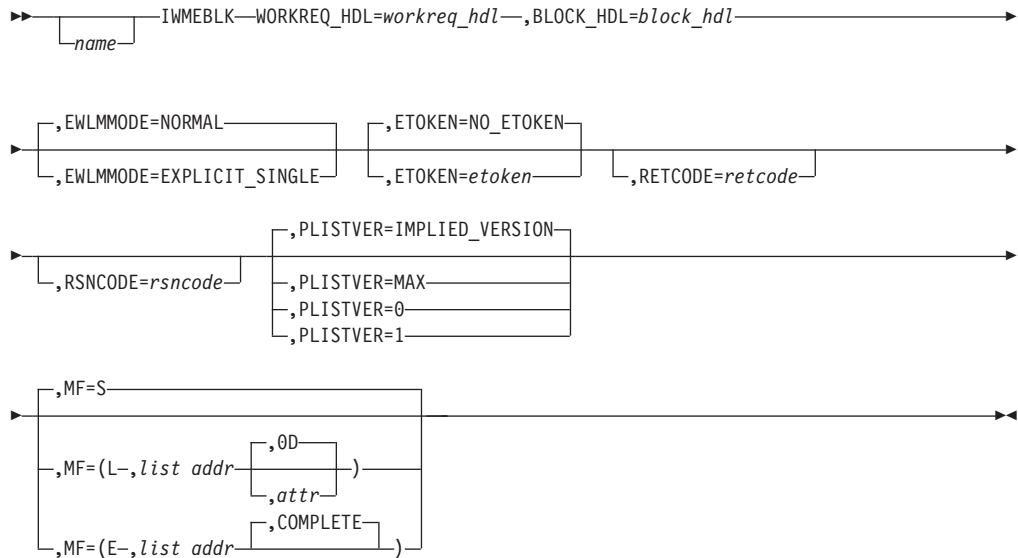 IWMEBLK WORKREQ_HDL=workreq_hdl ,BLOCK_HDL=block_hdl
name
,EWLMMODE=NORMAL ,ETOKEN=NO_ETOKEN
,EWLMMODE=EXPLICIT_SINGLE ,ETOKEN=etoken ,RETCODE=retcode
,PLISTVER=IMPLIED_VERSION
,RSNCODE=rsncode ,PLISTVER=MAX
,PLISTVER=0
,PLISTVER=1
,MF=S
,0D
,MF=(L ,list addr )
,attr
,COMPLETE
,MF=(E ,list addr )